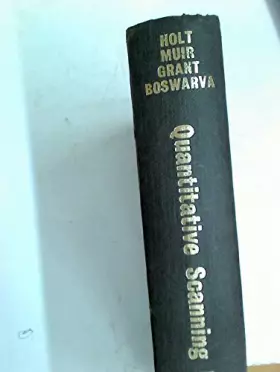 HOLT
MUIR
GRANT
BOSWARVA
Quantitative Scanning